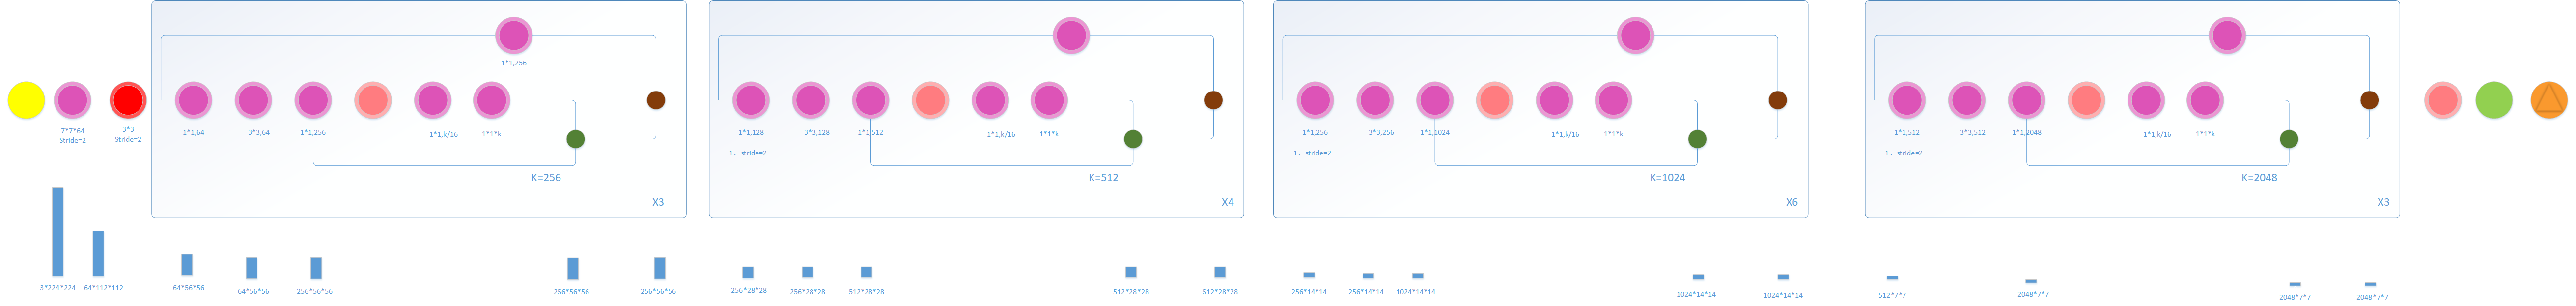 7*7*64
Stride=2
3*3
Stride=2
1*1,64
3*3,64
1*1,256
1*1,k/16
1*1*k
1*1,256
K=256
X3
1*1,128
3*3,128
1*1,512
1*1,k/16
1*1*k
1: stride=2
K=512
X4
1*1,256
3*3,256
1*1,1024
1*1,k/16
1*1*k
1: stride=2
K=1024
X6
1*1,512
3*3,512
1*1,2048
1*1,k/16
1*1*k
1: stride=2
K=2048
X3
3*224*224
64*112*112
64*56*56
64*56*56
256*56*56
256*56*56
256*56*56
256*28*28
256*28*28
512*28*28
512*28*28
512*28*28
256*14*14
256*14*14
1024*14*14
1024*14*14
1024*14*14
512*7*7
2048*7*7
2048*7*7
2048*7*7